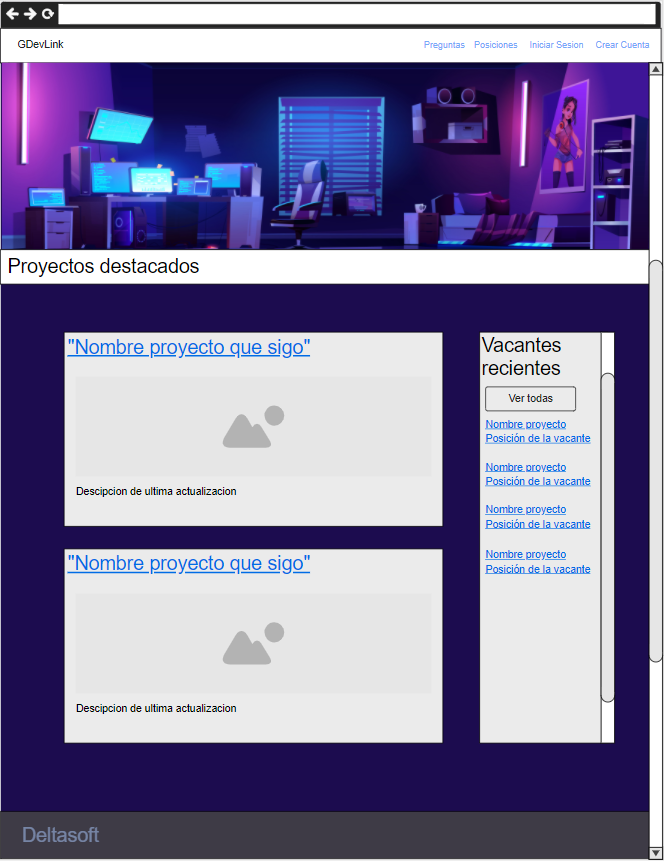 GDevLink
Preguntas
Posiciones
Iniciar Sesion
Crear Cuenta
Proyectos destacados
"Nombre proyecto que sigo"
Descipcion de ultima actualizacion
"Nombre proyecto que sigo"
Descipcion de ultima actualizacion
Vacantes
recientes
Ver todas
Nombre proyecto
Posición de la vacante
Nombre proyecto
Posición de la vacante
Nombre proyecto
Posición de la vacante
Nombre proyecto
Posición de la vacante
Deltasoft